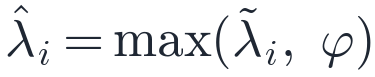 λ̂ᵢ = max(λ̃ᵢ, φ)